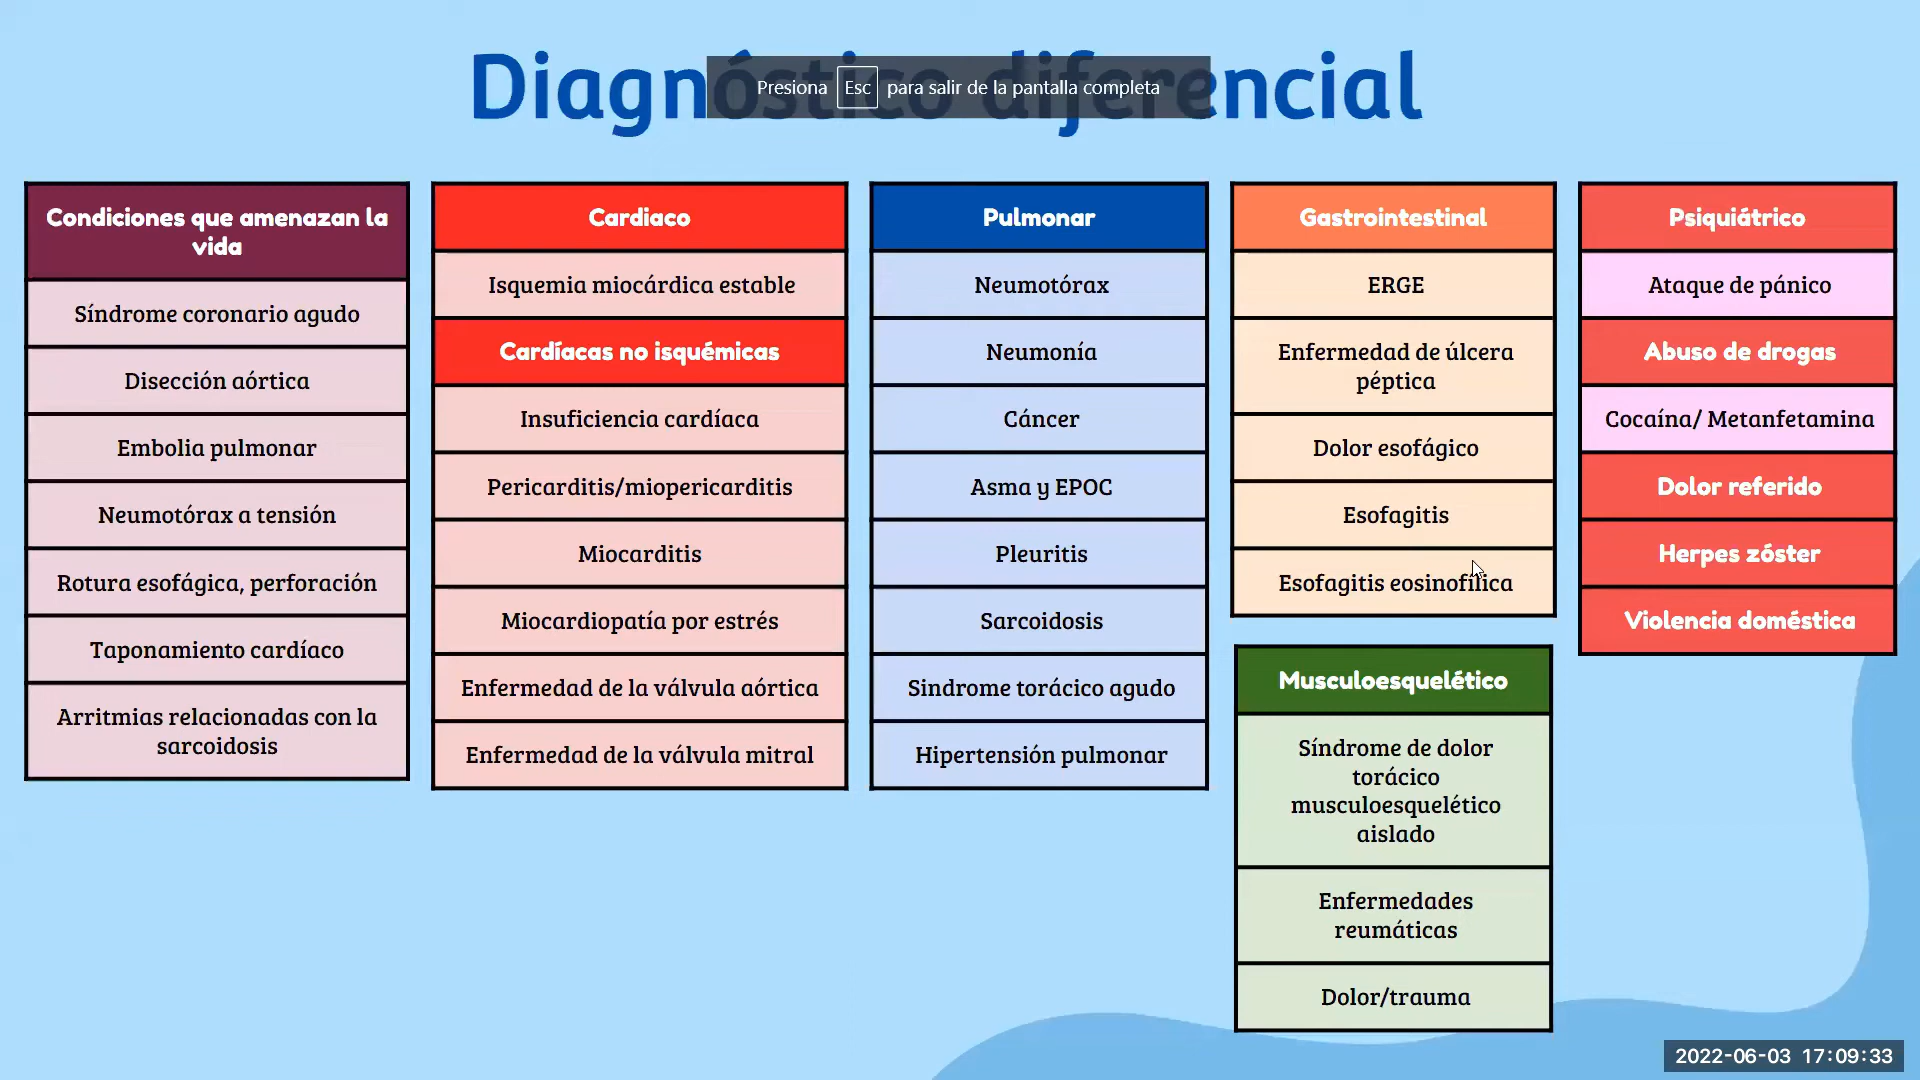 Diagnóstico diferencial
Presiona Esc para salir de la pantalla completa
Condiciones que amenazan la
vida
Síndrome coronario agudo
Disección aórtica
Embolia pulmonar
Neumotórax a tensión
Rotura esofágica, perforación
Taponamiento cardíaco
Arritmias relacionadas con la
sarcoidosis
Cardiaco
Isquemia miocárdica estable
Cardíacas no isquémicas
Insuficiencia cardíaca
Pericarditis/miopericarditis
Miocarditis
Miocardiopatía por estrés
Enfermedad de la válvula aórtica
Enfermedad de la válvula mitral
Pulmonar
Neumotórax
Neumonía
Cáncer
Asma y EPOC
Pleuritis
Sarcoidosis
Sindrome torácico agudo
Hipertensión pulmonar
Gastrointestinal
ERGE
Enfermedad de úlcera
péptica
Dolor esofágico
Esofagitis
Esofagitis eosinofílica
Musculoesquelético
Síndrome de dolor
torácico
musculoesquelético
aislado
Enfermedades
reumáticas
Dolor/trauma
Psiquiátrico
Ataque de pánico
Abuso de drogas
Cocaína/ Metanfetamina
Dolor referido
Herpes zóster
Violencia doméstica
2022-06-03 17:09:33